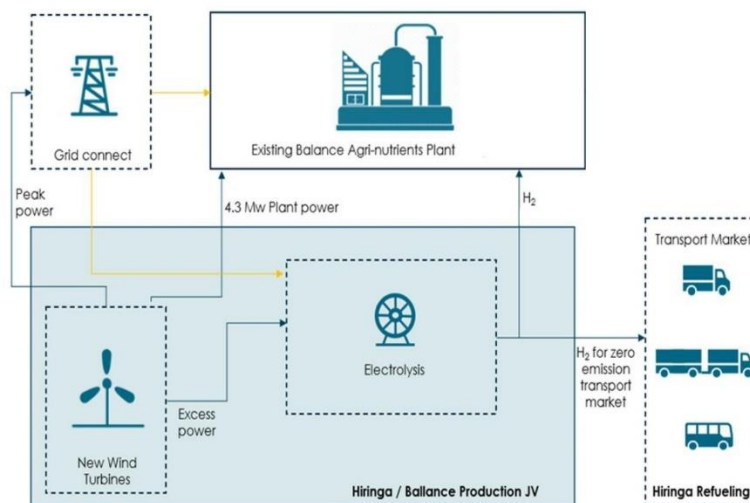 Grid connect
Existing Balance Agri-nutrients Plant
Peak
power
4.3 Mw Plant power
H2
Transport Market
Electrolysis
H2 for zero
emission
transport
market
Excess
power
New Wind
Turbines
Hiringa / Ballance Production JV
Hiringa Refueling